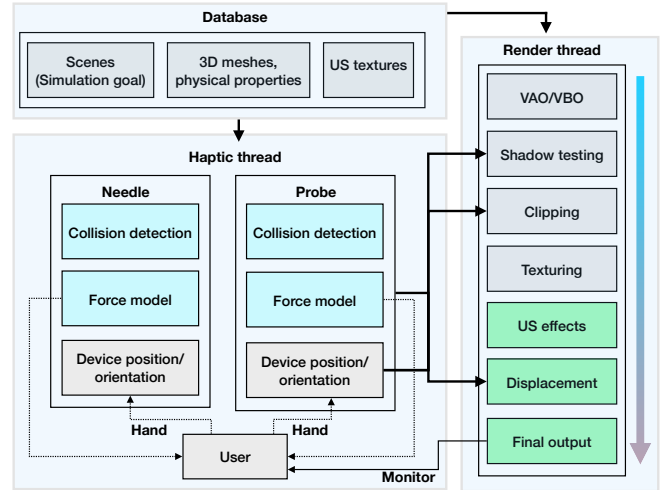 Database
Scenes
(Simulation goal)
3D meshes,
physical properties
US textures
Render thread
VAO/VBO
Shadow testing
Clipping
Texturing
US effects
Displacement
Final output
Haptic thread
Needle
Collision detection
Force model
Device position/
orientation
Probe
Collision detection
Force model
Device position/
orientation
Hand
Hand
User
Monitor